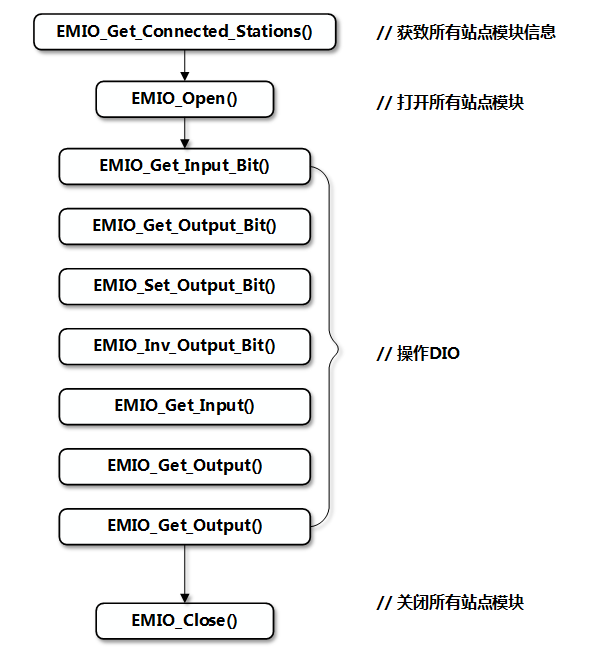 EMIO_Get_Connected_Stations()
// 获致所有站点模块信息
EMIO_Open()
// 打开所有站点模块
EMIO_Get_Input_Bit()
EMIO_Get_Output_Bit()
EMIO_Set_Output_Bit()
EMIO_Inv_Output_Bit()
// 操作DIO
EMIO_Get_Input()
EMIO_Get_Output()
EMIO_Get_Output()
// 关闭所有站点模块
EMIO_Close()